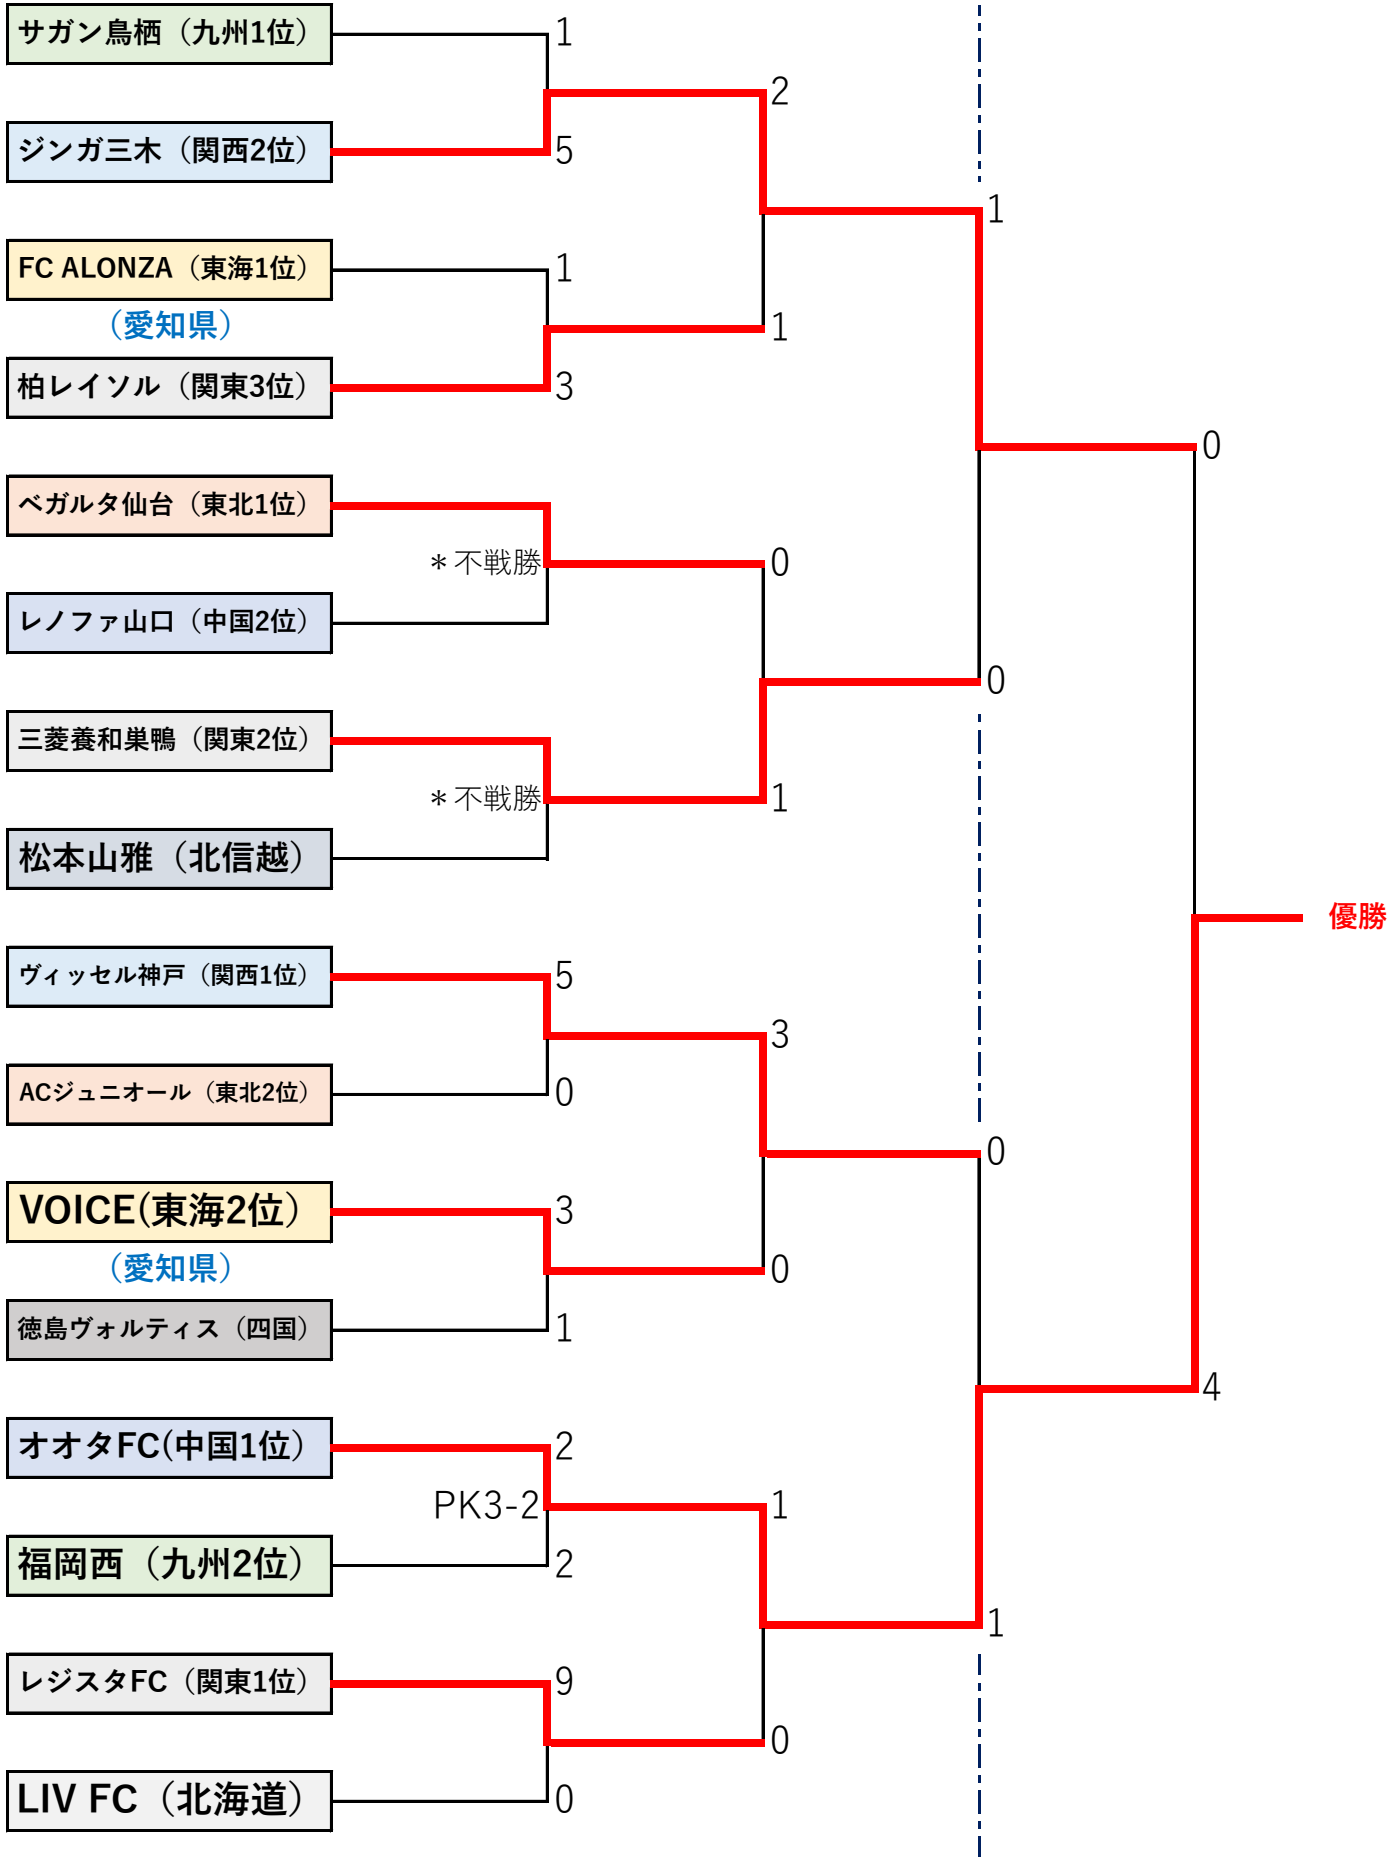 サガン鳥栖（九州1位）
1
2
ジンガ三木（関西2位）
5
1
FC ALONZA（東海1位）
1
（愛知県）
1
柏レイソル（関東3位）
3
0
ベガルタ仙台（東北1位）
＊不戦勝
0
レノファ山口（中国2位）
0
三菱養和巣鴨（関東2位）
＊不戦勝
1
松本山雅（北信越）
優勝
ヴィッセル神戸（関西1位）
5
3
ACジュニオール（東北2位）
0
0
VOICE(東海2位）
3
（愛知県）
0
徳島ヴォルティス（四国）
1
4
オオタFC(中国1位）
2
PK3-2
1
福岡西（九州2位）
2
1
レジスタFC（関東1位）
9
0
LIV FC（北海道）
0